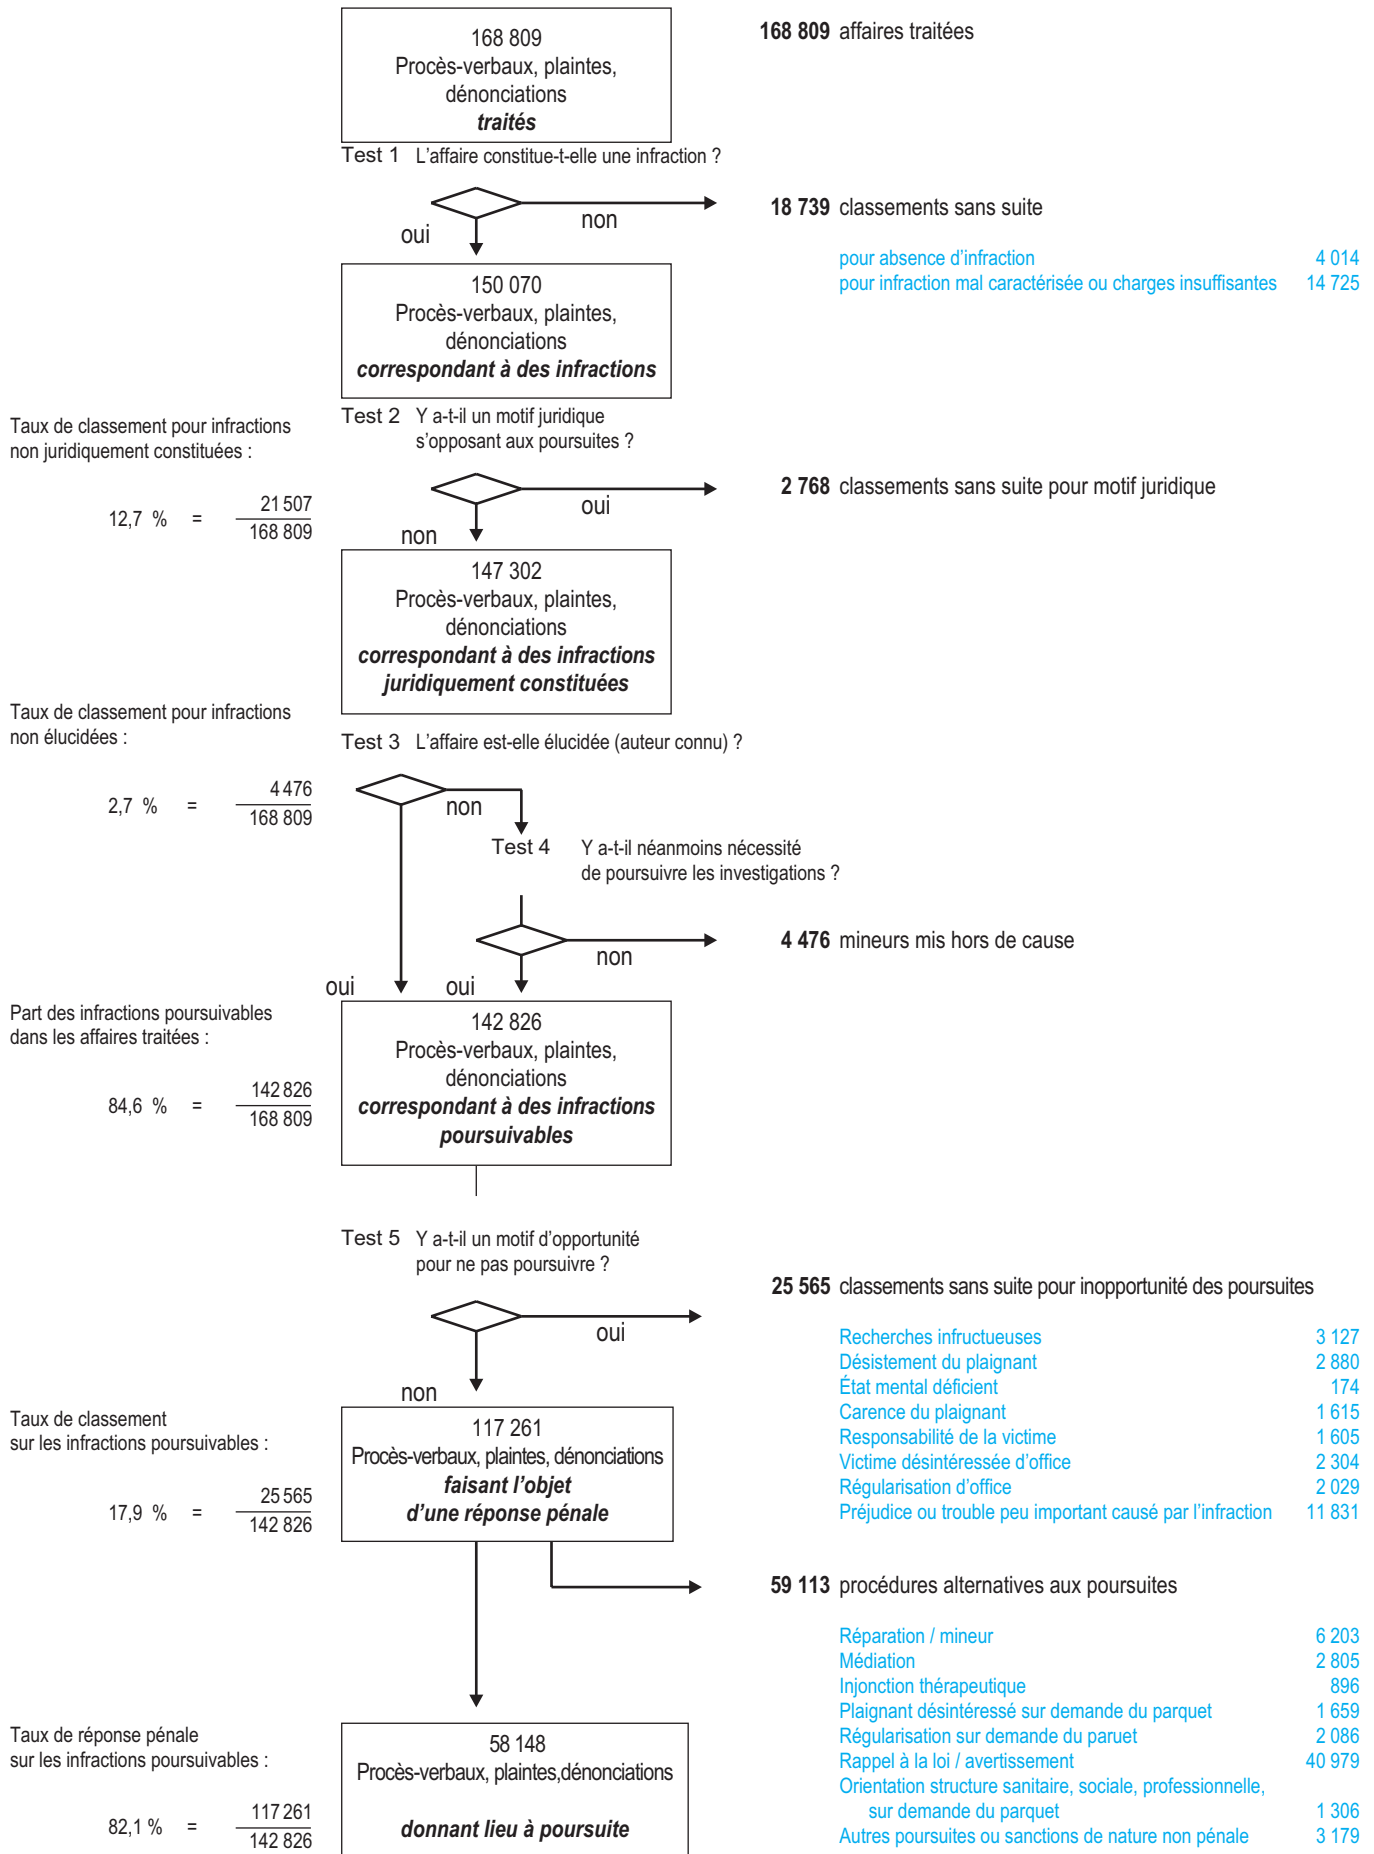 168 809
Procès-verbaux, plaintes,
dénonciations
traités
168 809 affaires traitées
Test 1 L’affaire constitue-t-elle une infraction ?
non
oui
18 739 classements sans suite
pour absence d’infraction 4 014
pour infraction mal caractérisée ou charges insuffisantes 14 725
150 070
Procès-verbaux, plaintes,
dénonciations
correspondant à des infractions
Test 2 Y a-t-il un motif juridique
s’opposant aux poursuites ?
Taux de classement pour infractions
non juridiquement constituées :
12,7 % = 21 507
168 809
oui
non
2 768 classements sans suite pour motif juridique
147 302
Procès-verbaux, plaintes,
dénonciations
correspondant à des infractions
juridiquement constituées
Taux de classement pour infractions
non élucidées :
2,7 % = 4 476
168 809
Test 3 L’affaire est-elle élucidée (auteur connu) ?
non
Test 4 Y a-t-il néanmoins nécessité
de poursuivre les investigations ?
non
4 476 mineurs mis hors de cause
oui oui
Part des infractions poursuivables
dans les affaires traitées :
84,6 % = 142 826
168 809
142 826
Procès-verbaux, plaintes,
dénonciations
correspondant à des infractions
poursuivables
Test 5 Y a-t-il un motif d’opportunité
pour ne pas poursuivre ?
oui
non
25 565 classements sans suite pour inopportunité des poursuites
Recherches infructueuses 3 127
Désistement du plaignant 2 880
État mental déficient 174
Carence du plaignant 1 615
Responsabilité de la victime 1 605
Victime désintéressée d’office 2 304
Régularisation d’office 2 029
Préjudice ou trouble peu important causé par l’infraction 11 831
Taux de classement
sur les infractions poursuivables :
17,9 % = 25 565
142 826
117 261
Procès-verbaux, plaintes, dénonciations
faisant l’objet
d’une réponse pénale
59 113 procédures alternatives aux poursuites
Réparation / mineur 6 203
Médiation 2 805
Injonction thérapeutique 896
Plaignant désintéressé sur demande du parquet 1 659
Régularisation sur demande du paruet 2 086
Rappel à la loi / avertissement 40 979
Orientation structure sanitaire, sociale, professionnelle,
sur demande du parquet 1 306
Autres poursuites ou sanctions de nature non pénale 3 179
Taux de réponse pénale
sur les infractions poursuivables :
82,1 % = 117 261
142 826
58 148
Procès-verbaux, plaintes,dénonciations
donnant lieu à poursuite